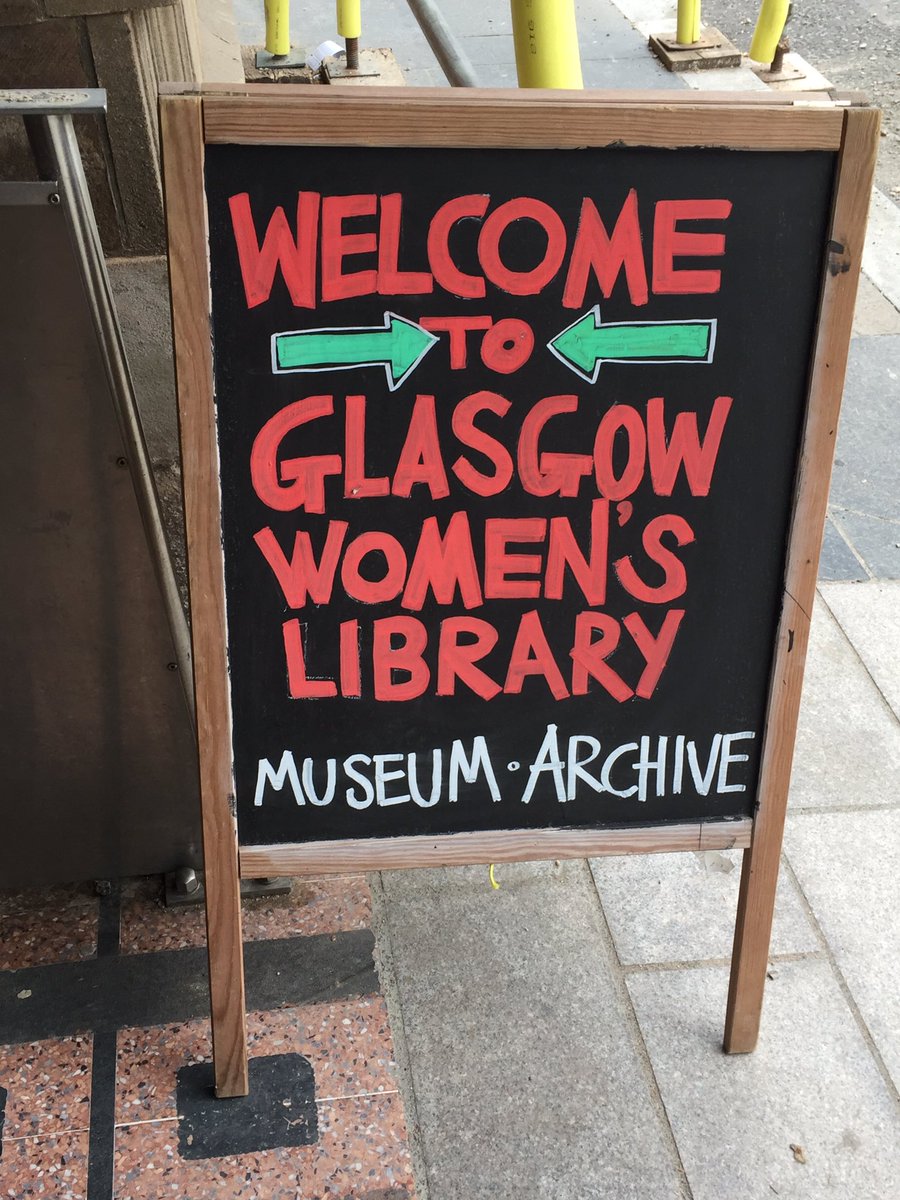 WELCOME
TO
GLASGOW
WOMEN'S
LIBRARY
MUSEUM · ARCHIVE